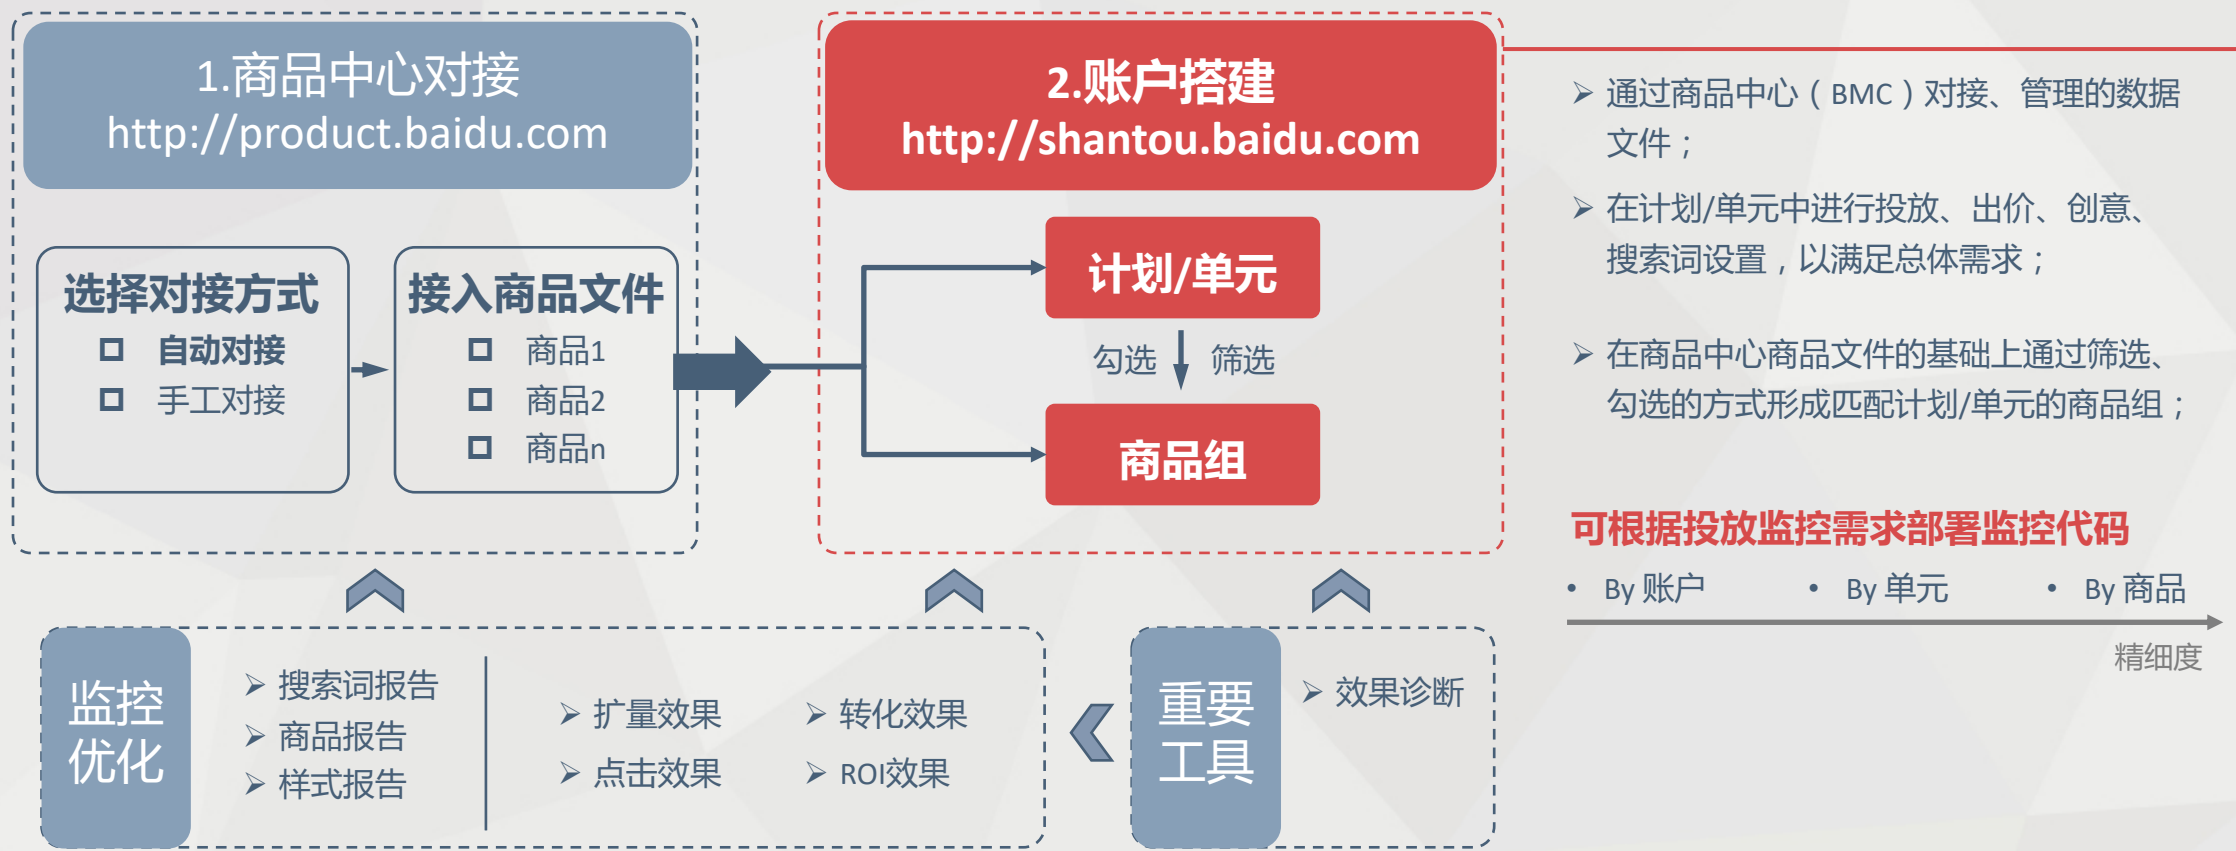 1.商品中心对接
http://product.baidu.com
选择对接方式
自动对接
手工对接
接入商品文件
商品1
商品2
商品n
2.账户搭建
http://shantou.baidu.com
计划/单元
勾选 筛选
商品组
通过商品中心（BMC）对接、管理的数据
文件；
在计划/单元中进行投放、出价、创意、
搜索词设置，以满足总体需求；
在商品中心商品文件的基础上通过筛选、
勾选的方式形成匹配计划/单元的商品组；
可根据投放监控需求部署监控代码
• By 账户 • By 单元 • By 商品
精细度
监控
优化
搜索词报告
商品报告
样式报告
扩量效果 转化效果
点击效果 ROI效果
重要
工具
效果诊断